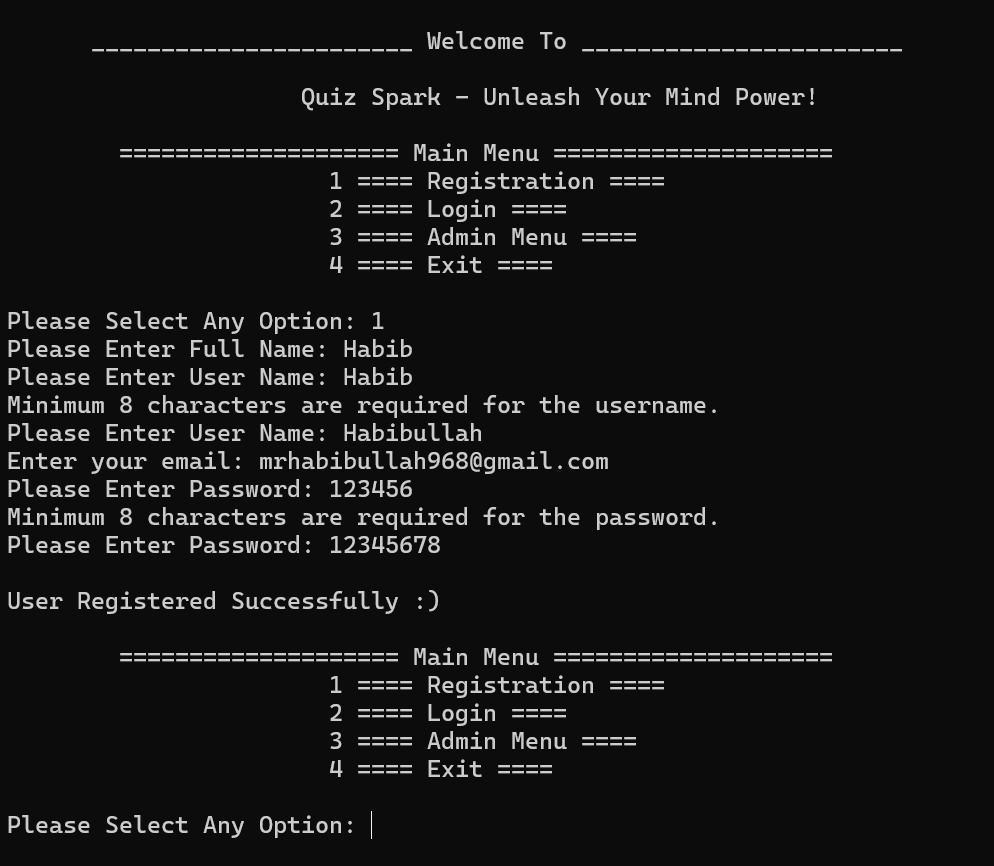 _______________________ Welcome To _______________________
Quiz Spark - Unleash Your Mind Power!
==================== Main Menu ====================
1 ==== Registration ====
2 ==== Login ====
3 ==== Admin Menu ====
4 ==== Exit ====
Please Select Any Option: 1
Please Enter Full Name: Habib
Please Enter User Name: Habib
Minimum 8 characters are required for the username.
Please Enter User Name: Habibullah
Enter your email: mrhabibullah968@gmail.com
Please Enter Password: 123456
Minimum 8 characters are required for the password.
Please Enter Password: 12345678
User Registered Successfully :)
==================== Main Menu ====================
1 ==== Registration ====
2 ==== Login ====
3 ==== Admin Menu ====
4 ==== Exit ====
Please Select Any Option: